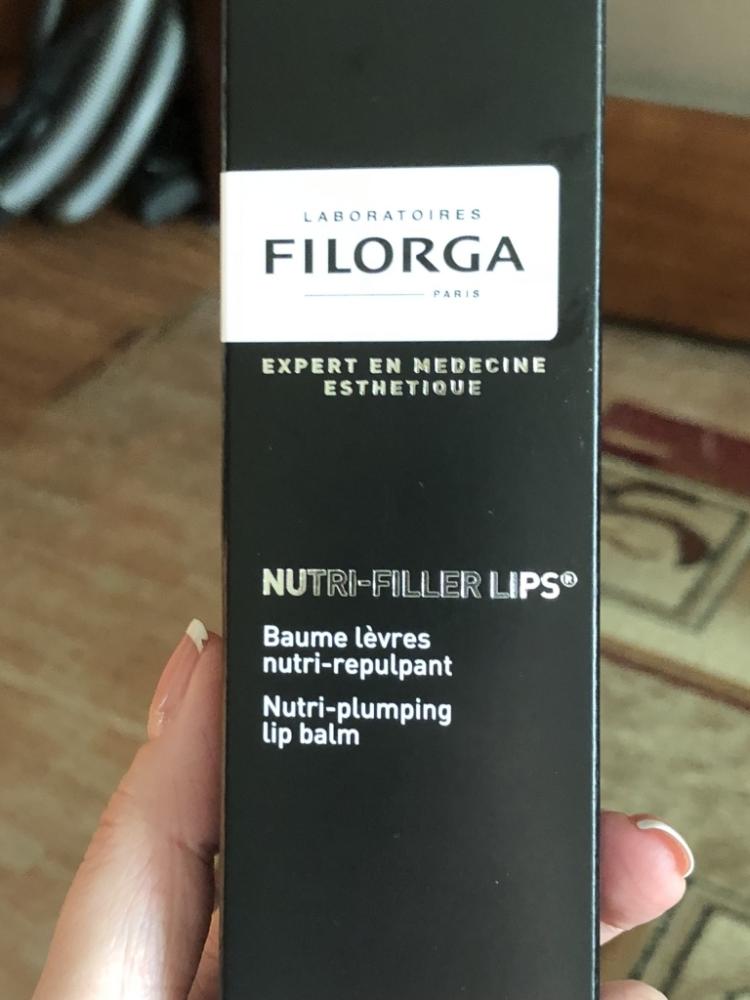 LABORATOIRES
FILORGA
PARIS
EXPERT EN MEDECINE
ESTHETIQUE
NUTRI-FILLER LIPS®
Baume lèvres
nutri-repulpant
Nutri-plumping
lip balm